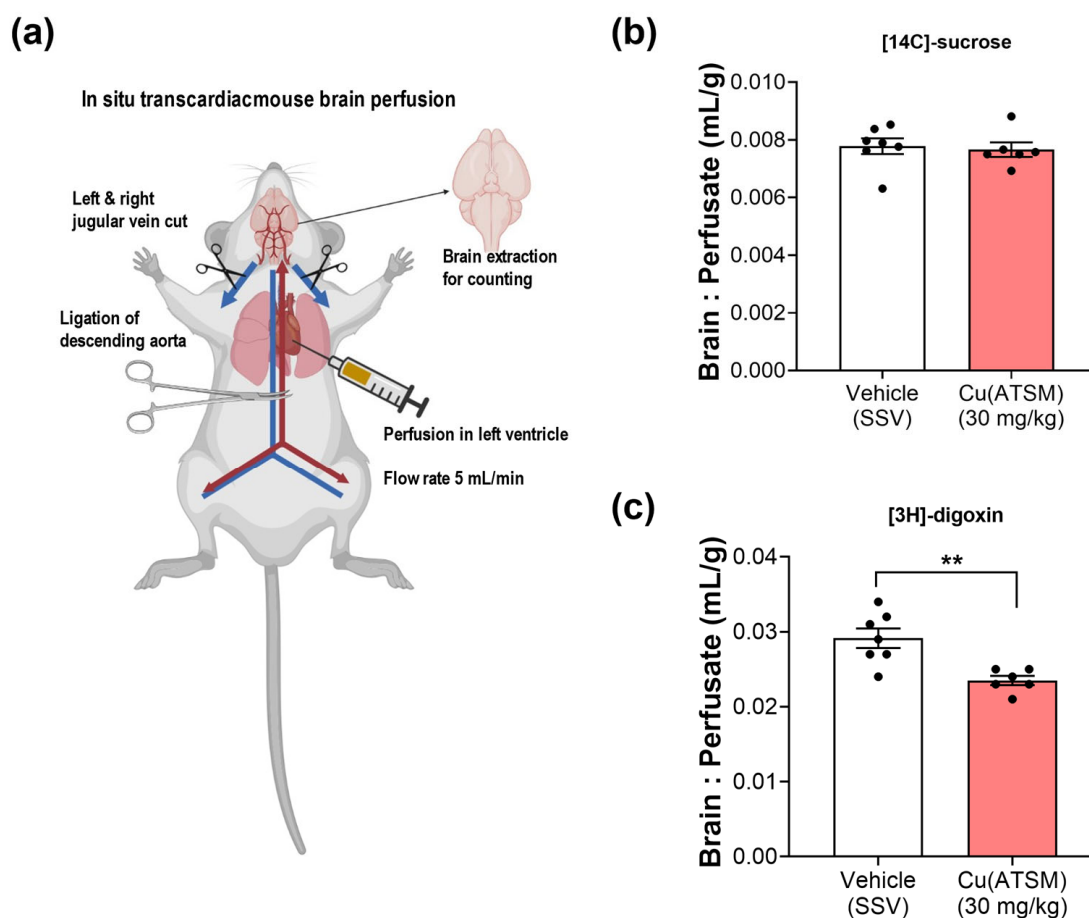 (a)
In situ transcardiacmouse brain perfusion
Left & right
jugular vein cut
Brain extraction
for counting
Ligation of
descending aorta
Perfusion in left ventricle
Flow rate 5 mL/min
(b)
[14C]-sucrose
Brain : Perfusate (mL/g)
0.010
0.008
0.006
0.004
0.002
0.000
Vehicle
(SSV)
Cu(ATSM)
(30 mg/kg)
(c)
[3H]-digoxin
Brain : Perfusate (mL/g)
**
0.04
0.03
0.02
0.01
0.00
Vehicle
(SSV)
Cu(ATSM)
(30 mg/kg)